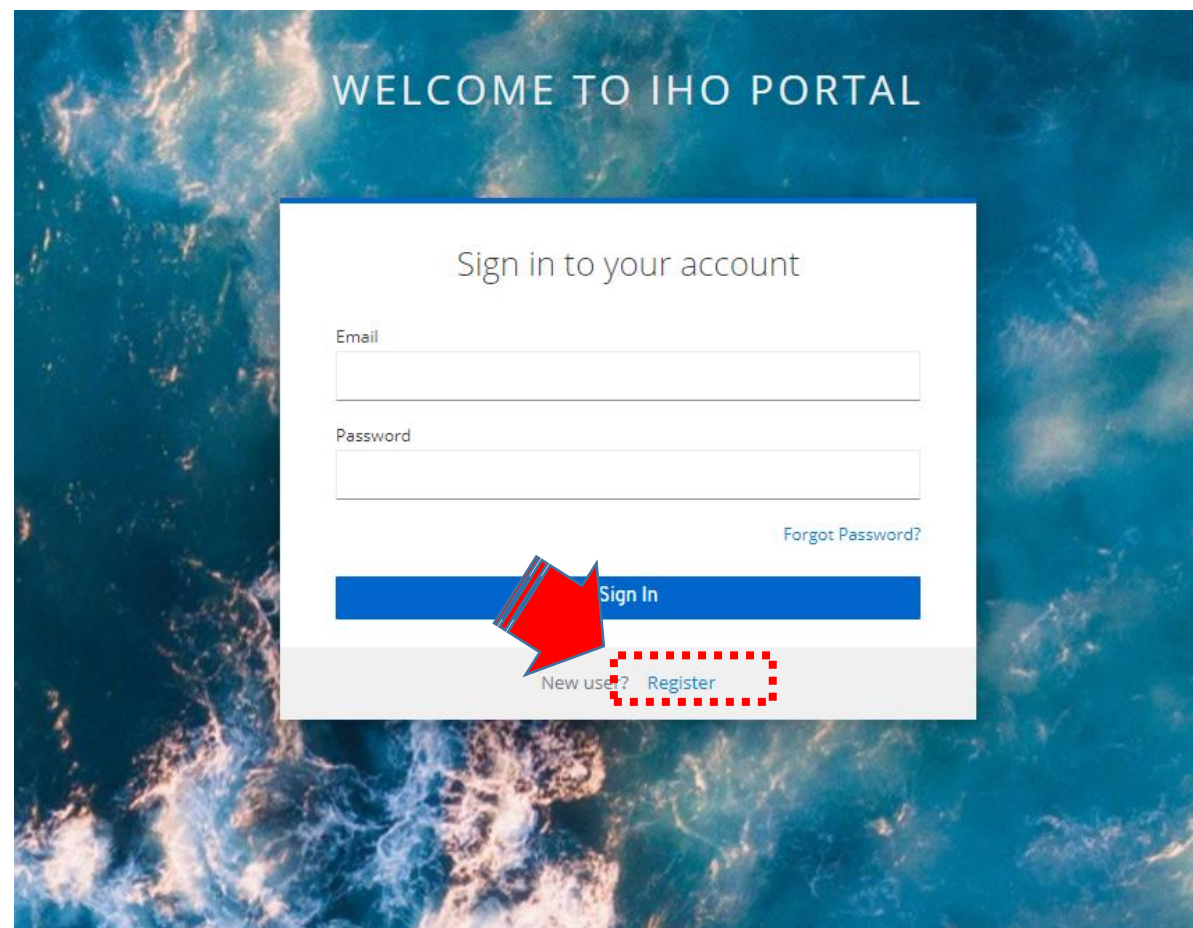 WELCOME TO IHO PORTAL
Sign in to your account
Email
Password
Forgot Password?
Sign In
New user? Register